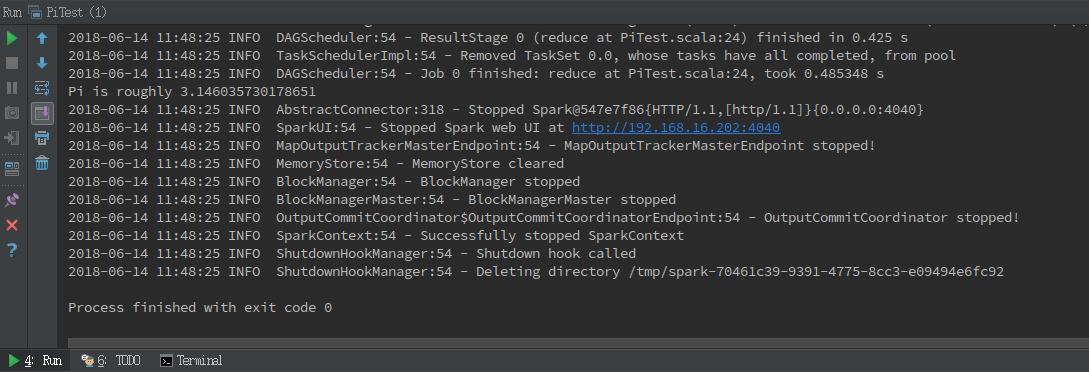 Run PiTest (1)
2018-06-14 11:48:25 INFO  DAGScheduler:54 - ResultStage 0 (reduce at PiTest.scala:24) finished in 0.425 s
2018-06-14 11:48:25 INFO  TaskSchedulerImpl:54 - Removed TaskSet 0.0, whose tasks have all completed, from pool
2018-06-14 11:48:25 INFO  DAGScheduler:54 - Job 0 finished: reduce at PiTest.scala:24, took 0.485348 s
Pi is roughly 3.146035730178651
2018-06-14 11:48:25 INFO  AbstractConnector:318 - Stopped Spark@547e7f86{HTTP/1.1,[http/1.1]}{0.0.0.0:4040}
2018-06-14 11:48:25 INFO  SparkUI:54 - Stopped Spark web UI at http://192.168.16.202:4040
2018-06-14 11:48:25 INFO  MapOutputTrackerMasterEndpoint:54 - MapOutputTrackerMasterEndpoint stopped!
2018-06-14 11:48:25 INFO  MemoryStore:54 - MemoryStore cleared
2018-06-14 11:48:25 INFO  BlockManager:54 - BlockManager stopped
2018-06-14 11:48:25 INFO  BlockManagerMaster:54 - BlockManagerMaster stopped
2018-06-14 11:48:25 INFO  OutputCommitCoordinator$OutputCommitCoordinatorEndpoint:54 - OutputCommitCoordinator stopped!
2018-06-14 11:48:25 INFO  SparkContext:54 - Successfully stopped SparkContext
2018-06-14 11:48:25 INFO  ShutdownHookManager:54 - Shutdown hook called
2018-06-14 11:48:25 INFO  ShutdownHookManager:54 - Deleting directory /tmp/spark-70461c39-9391-4775-8cc3-e09494e6fc92
Process finished with exit code 0
4: Run 6: TODO Terminal